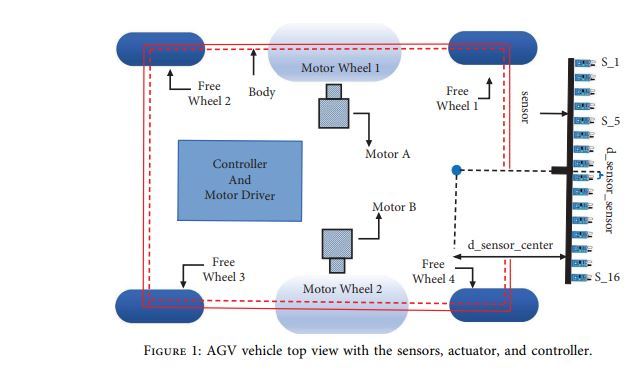 Motor Wheel 1
S_1
Free
Wheel 2
Body
Free
Wheel 1
sensor
S_5
Motor A
Controller
And
Motor Driver
d_sensor_sensor
Motor B
d_sensor_center
Free
Wheel 3
Free
Wheel 4
Motor Wheel 2
S_16
FIGURE 1: AGV vehicle top view with the sensors, actuator, and controller.